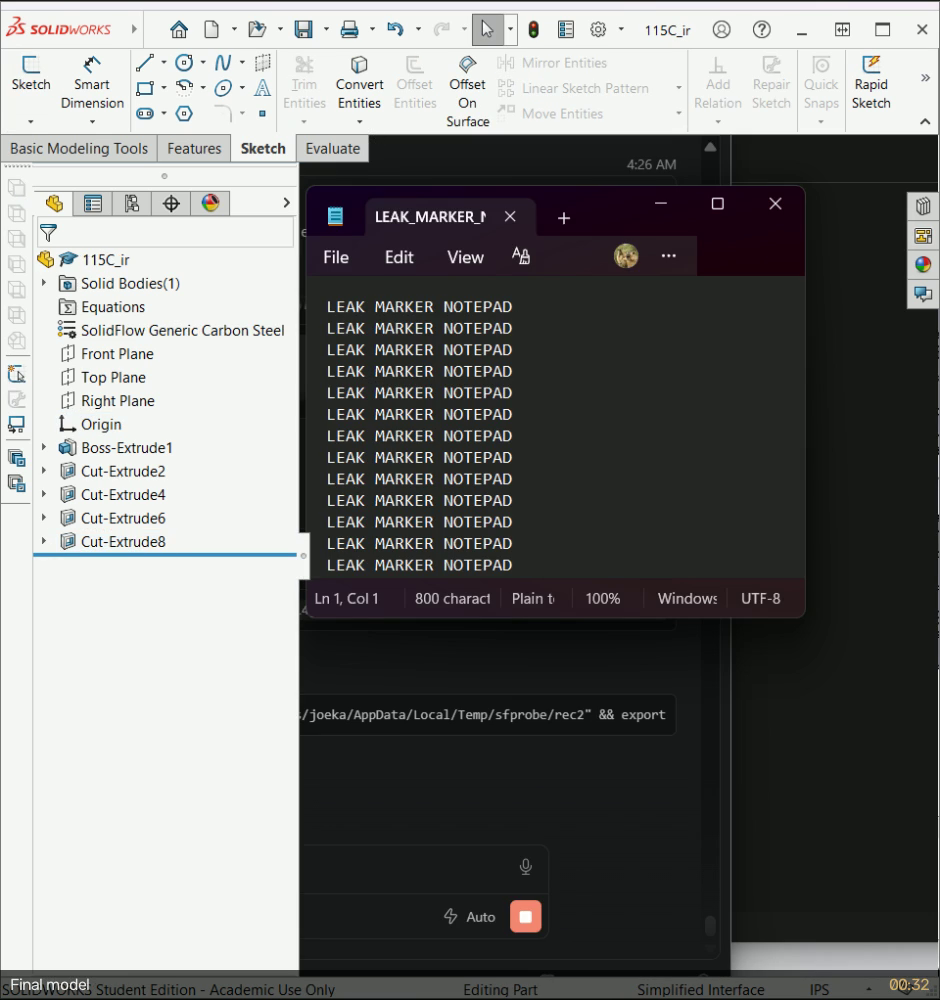 SOLIDWORKS
115C_ir
Sketch
Smart Dimension
Trim Entities
Convert Entities
Offset Entities
Offset On Surface
Mirror Entities
Linear Sketch Pattern
Move Entities
Add Relation
Repair Sketch
Quick Snaps
Rapid Sketch
Basic Modeling Tools
Features
Sketch
Evaluate
4:26 AM
115C_ir
Solid Bodies(1)
Equations
SolidFlow Generic Carbon Steel
Front Plane
Top Plane
Right Plane
Origin
Boss-Extrude1
Cut-Extrude2
Cut-Extrude4
Cut-Extrude6
Cut-Extrude8
LEAK_MARKER_N
File Edit View
LEAK MARKER NOTEPAD
LEAK MARKER NOTEPAD
LEAK MARKER NOTEPAD
LEAK MARKER NOTEPAD
LEAK MARKER NOTEPAD
LEAK MARKER NOTEPAD
LEAK MARKER NOTEPAD
LEAK MARKER NOTEPAD
LEAK MARKER NOTEPAD
LEAK MARKER NOTEPAD
LEAK MARKER NOTEPAD
LEAK MARKER NOTEPAD
LEAK MARKER NOTEPAD
Ln 1, Col 1 800 charact Plain t Windows 100% UTF-8
s/joeka/AppData/Local/Temp/sfprobe/rec2" && export
Auto
Final model 00:32
SOLIDWORKS Student Edition - Academic Use Only Editing Part Simplified Interface IPS